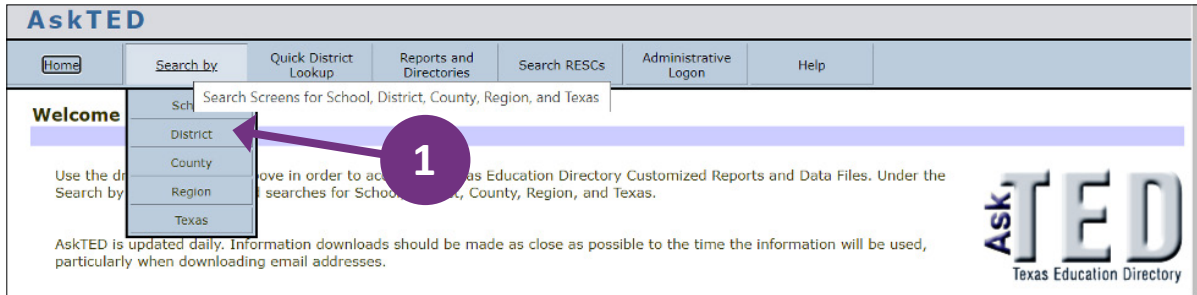 AskTED
Home
Search by
Quick District
Lookup
Reports and
Directories
Search RESCs
Administrative
Logon
Help
Search Screens for School, District, County, Region, and Texas
Welcome
Sch
District
County
Region
Texas
1
Use the dr ove in order to ac as Education Directory Customized Reports and Data Files. Under the
Search by searches for Schoo t, County, Region, and Texas.
AskTED is updated daily. Information downloads should be made as close as possible to the time the information will be used,
particularly when downloading email addresses.
Ask
TED
Texas Education Directory